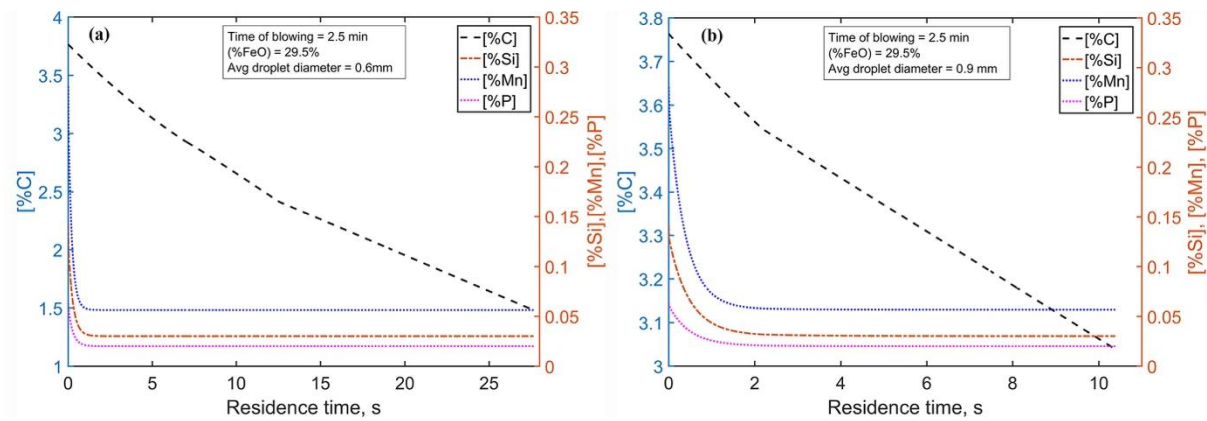 (a)
Time of blowing = 2.5 min
(%FeO) = 29.5%
Avg droplet diameter = 0.6mm
[%C]
[%Si]
[%Mn]
[%P]
4
3.5
3
2.5
2
1.5
1
[%C]
0.35
0.3
0.25
0.2
0.15
0.1
0.05
0
[%Si],[%Mn],[%P]
0
5
10
15
20
25
Residence time, s
(b)
Time of blowing = 2.5 min
(%FeO) = 29.5%
Avg droplet diameter = 0.9 mm
[%C]
[%Si]
[%Mn]
[%P]
3.8
3.7
3.6
3.5
3.4
3.3
3.2
3.1
3
[%C]
0.35
0.3
0.25
0.2
0.15
0.1
0.05
0
[%Si], [%Mn], [%P]
0
2
4
6
8
10
Residence time, s